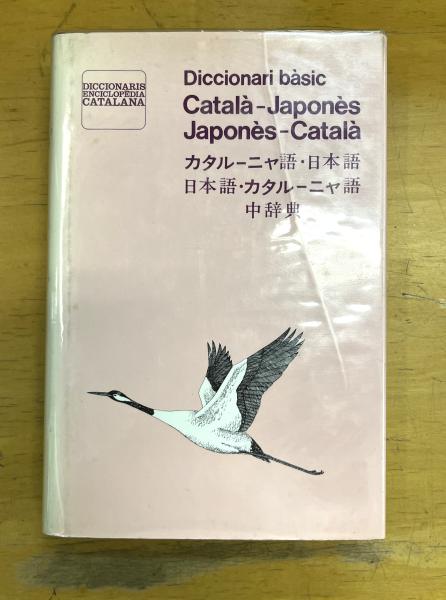 DICCIONARIS
ENCICLOPÈDIA
CATALANA
Diccionari bàsic
Català-Japonès
Japonès-Català
カタルーニャ語・日本語
日本語・カタルーニャ語
中辞典